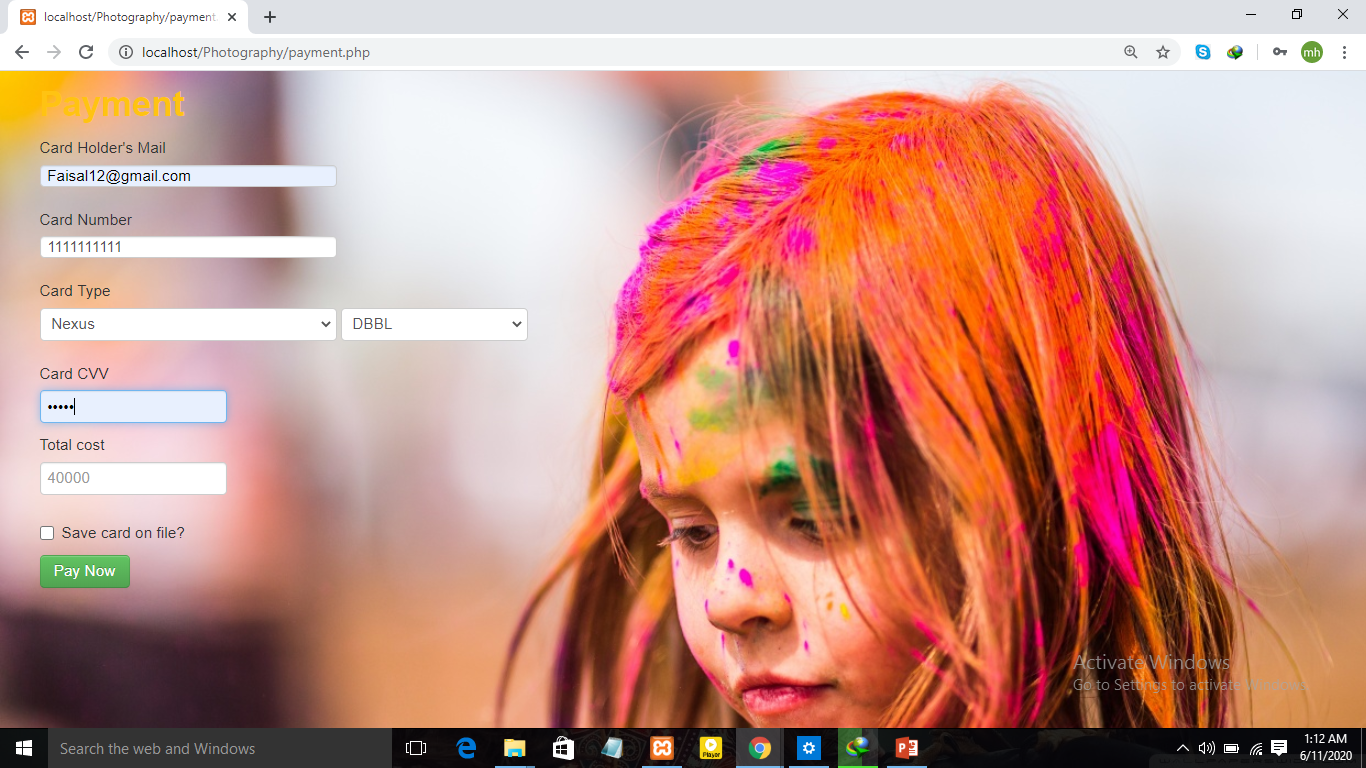 localhost/Photography/payment.
localhost/Photography/payment.php
mh
Payment
Card Holder's Mail
Faisal12@gmail.com
Card Number
1111111111
Card Type
Nexus DBBL
Card CVV
•••••
Total cost
40000
Save card on file?
Pay Now
Activate Windows
Go to Settings to activate Windows.
Search the web and Windows
Player
1:12 AM
6/11/2020